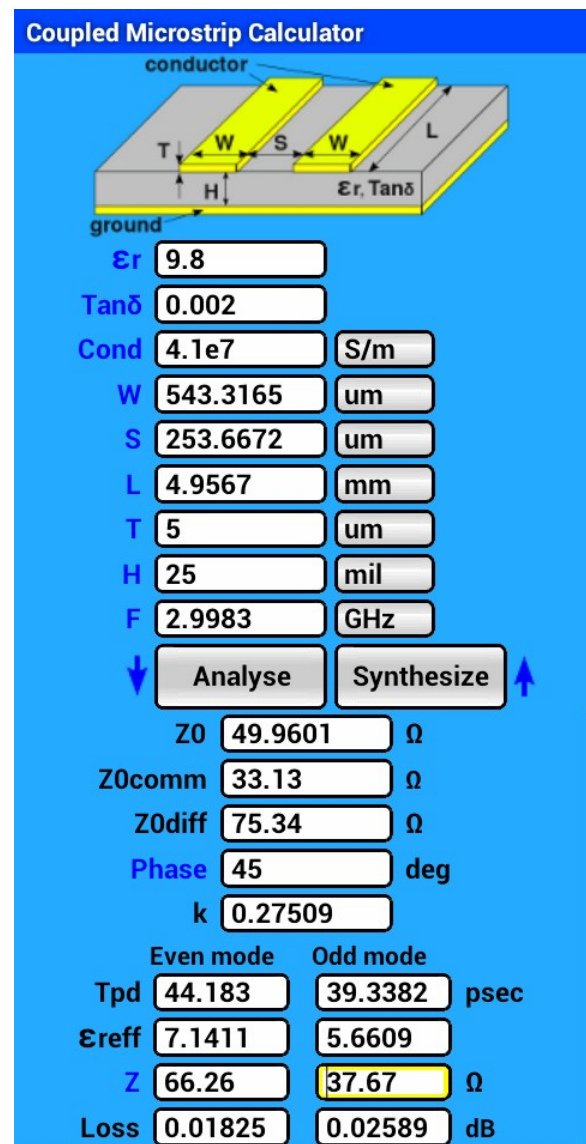 Coupled Microstrip Calculator
conductor
T W S W L
H εr, Tanδ
ground
εr 9.8
Tanδ 0.002
Cond 4.1e7 S/m
W 543.3165 um
S 253.6672 um
L 4.9567 mm
T 5 um
H 25 mil
F 2.9983 GHz
Analyse Synthesize
Z0 49.9601 Ω
Z0comm 33.13 Ω
Z0diff 75.34 Ω
Phase 45 deg
k 0.27509
Even mode Odd mode
Tpd 44.183 39.3382 psec
εreff 7.1411 5.6609
Z 66.26 37.67 Ω
Loss 0.01825 0.02589 dB